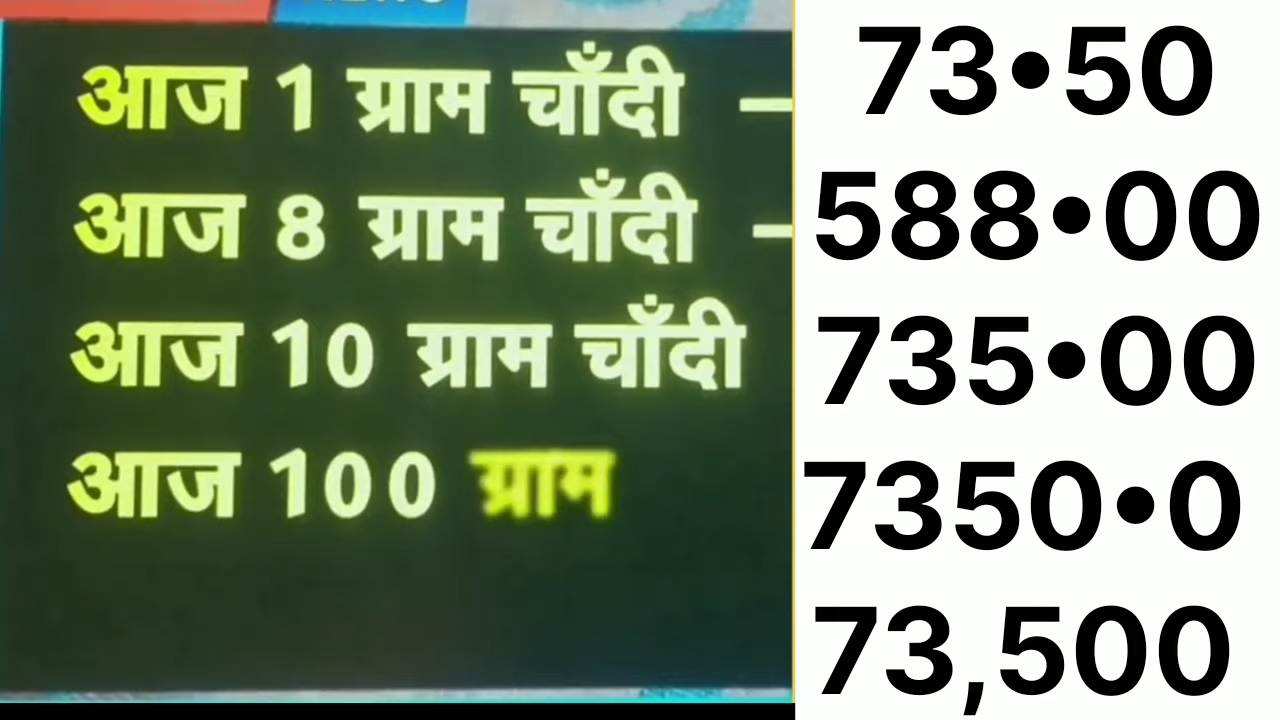 आज 1 ग्राम चाँदी – 73•50
आज 8 ग्राम चाँदी – 588•00
आज 10 ग्राम चाँदी 735•00
आज 100 ग्राम 7350•0
73,500